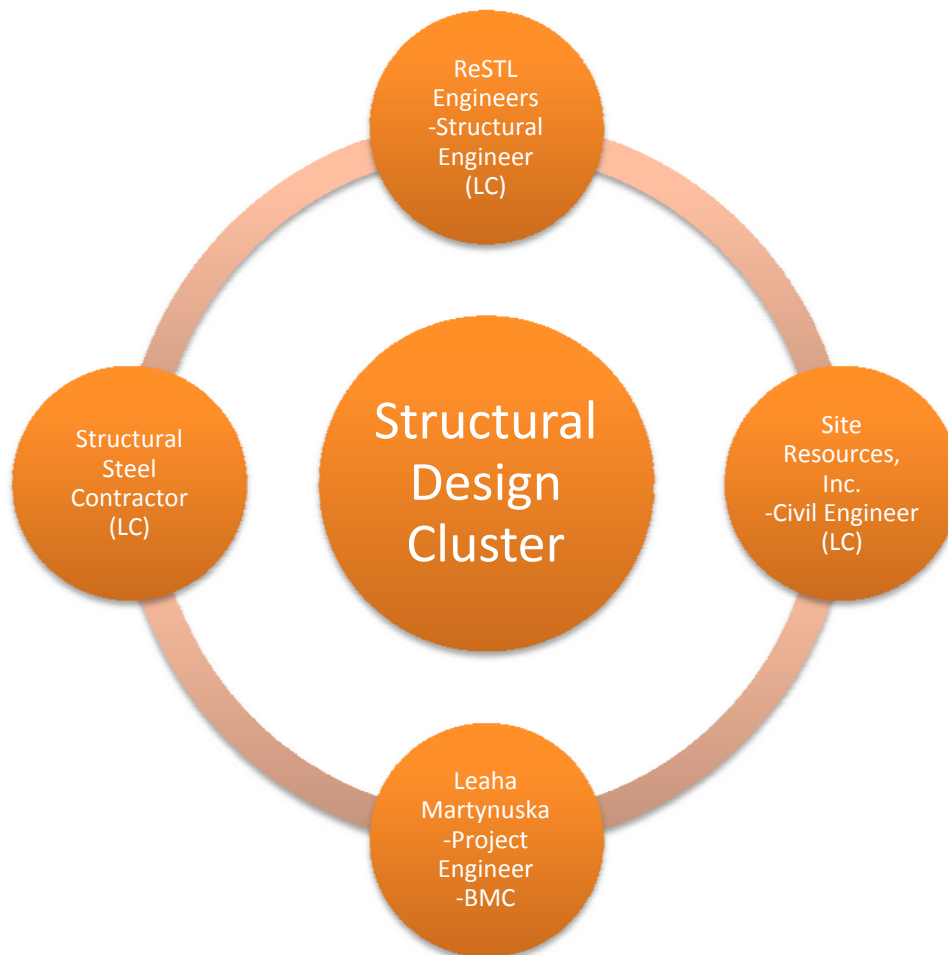 ReSTL
Engineers
-Structural
Engineer
(LC)
Structural
Steel
Contractor
(LC)
Structural
Design
Cluster
Site
Resources,
Inc.
-Civil Engineer
(LC)
Leaha
Martynuska
-Project
Engineer
-BMC